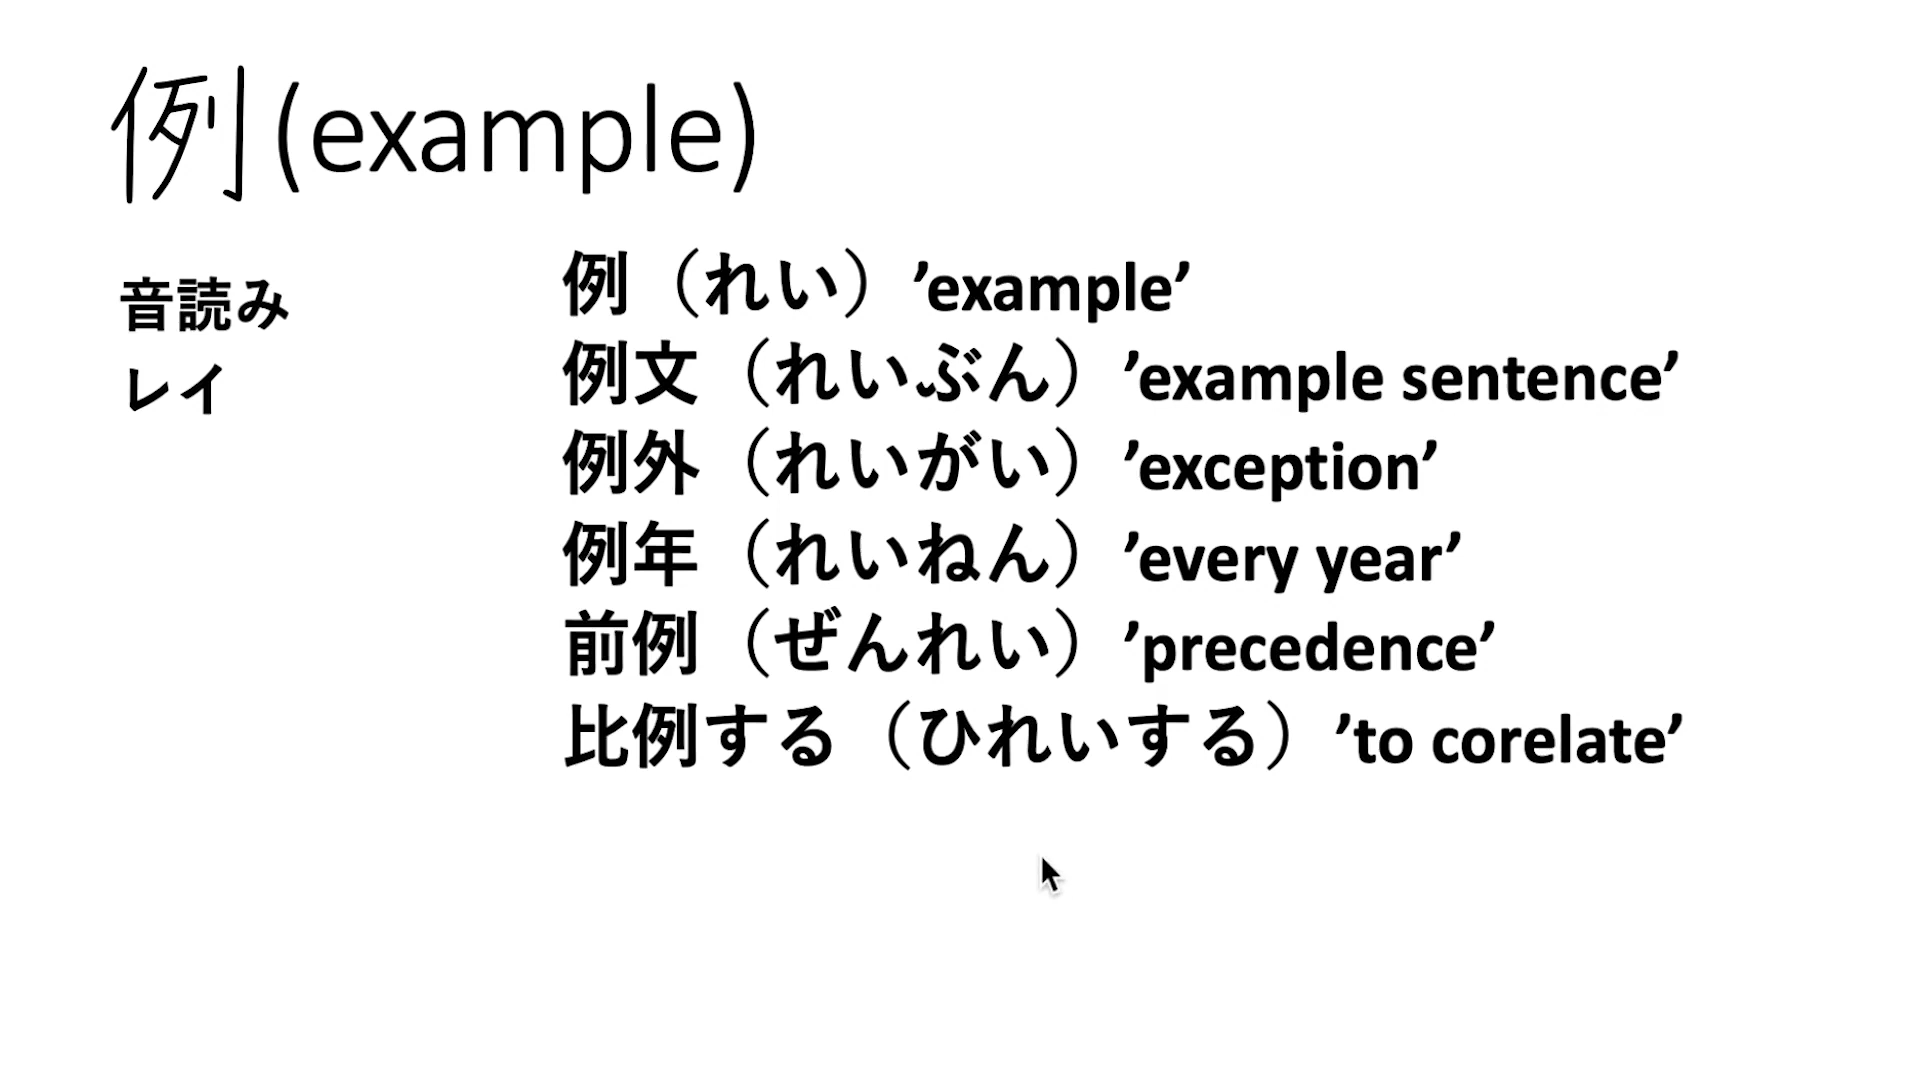 例(example)
音読み
レイ
例（れい）’example’
例文（れいぶん）’example sentence’
例外（れいがい）’exception’
例年（れいねん）’every year’
前例（ぜんれい）’precedence’
比例する（ひれいする）’to corelate’